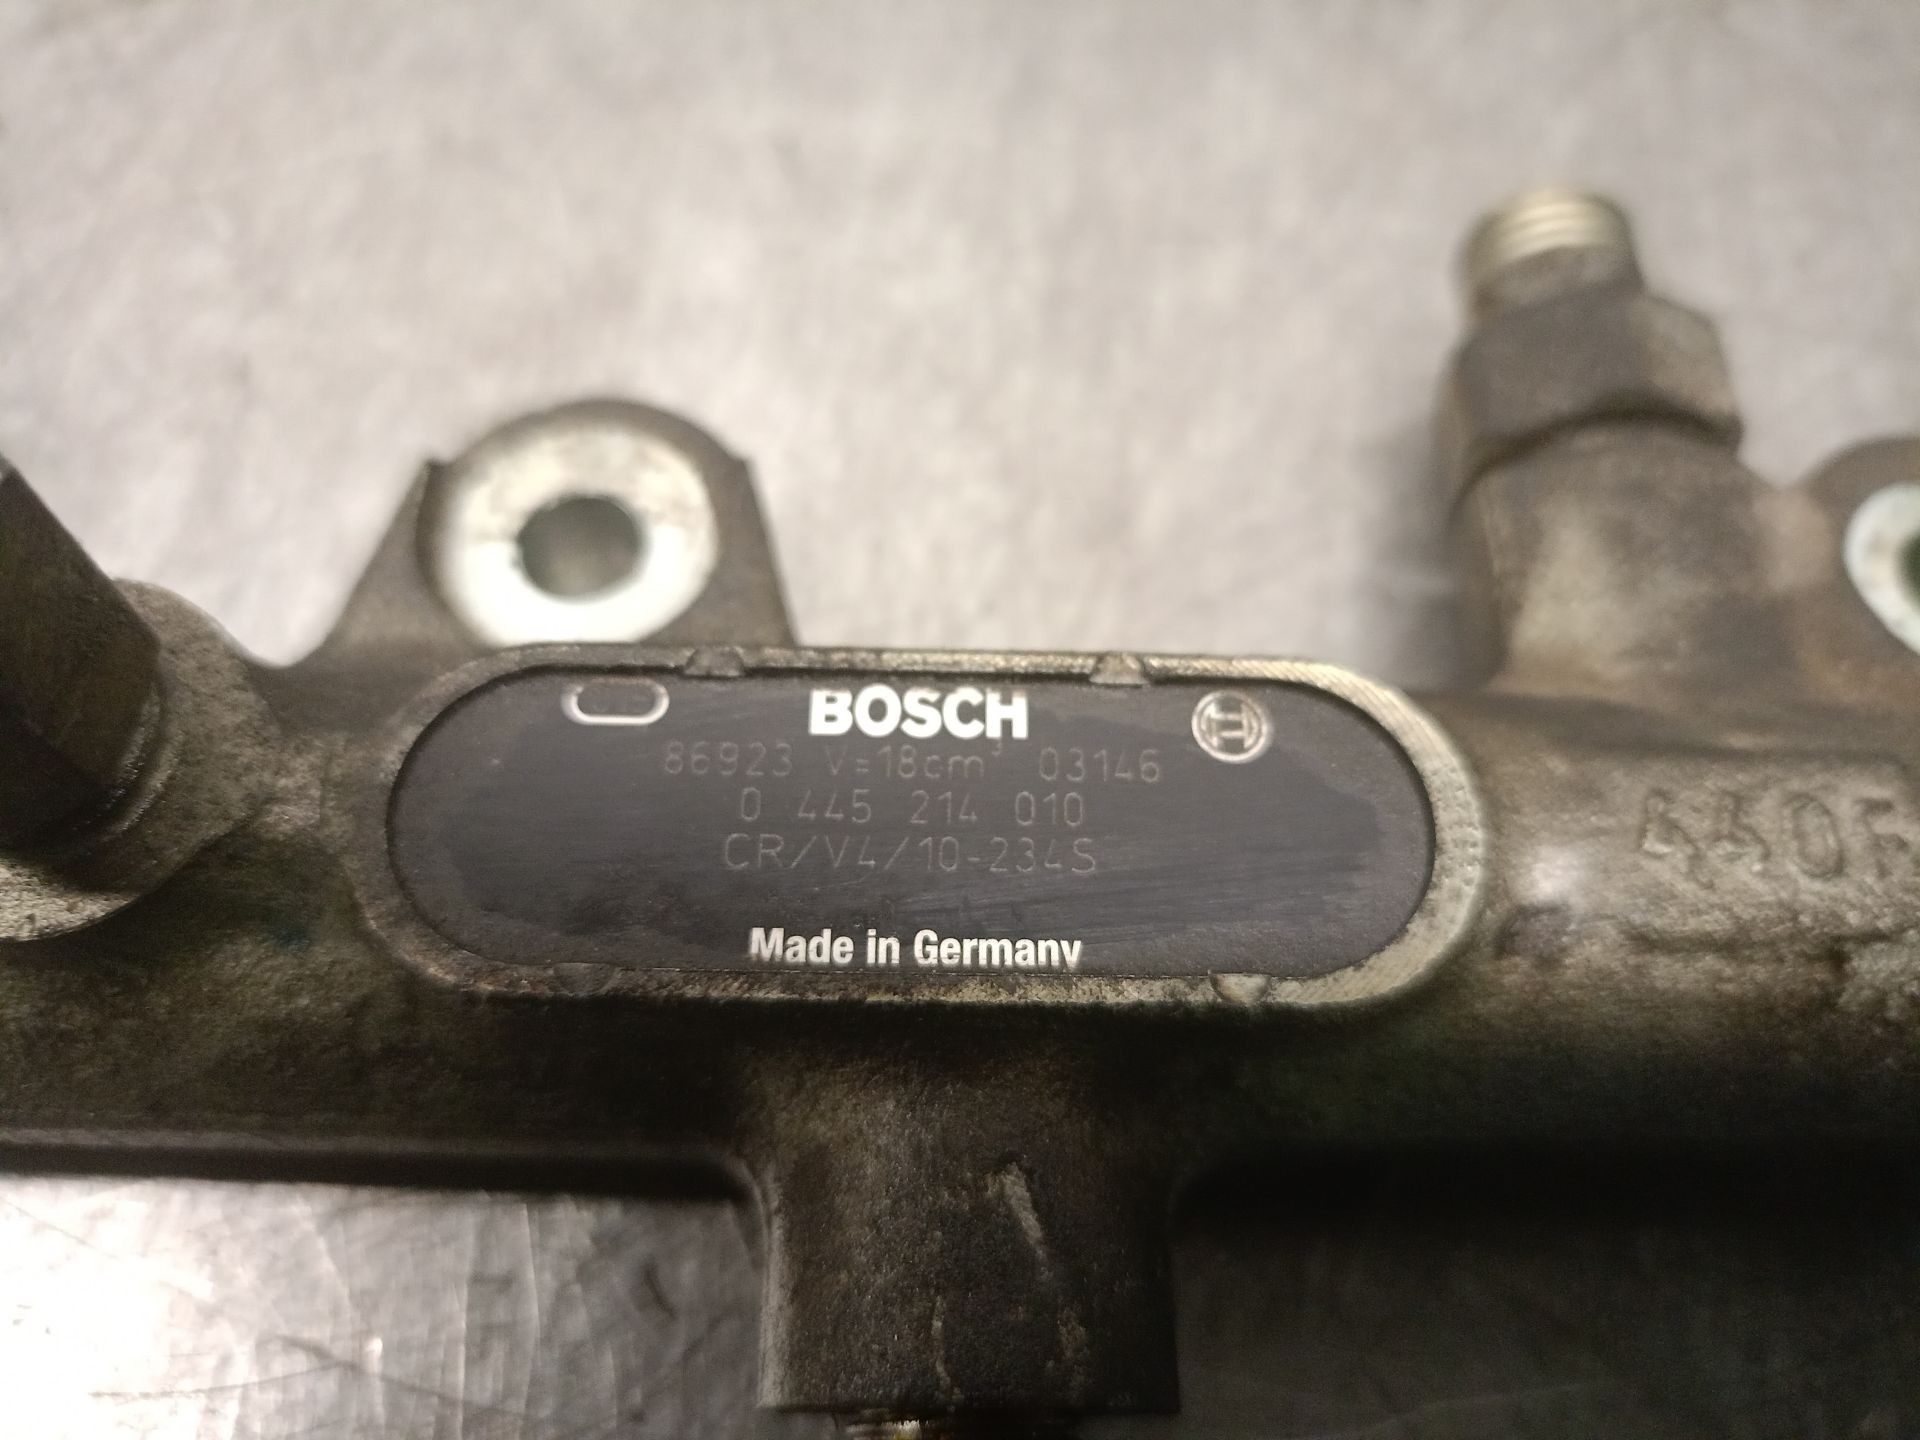 BOSCH
86923 V=18cm³ 03146
0 445 214 010
CR/V4/10-234S
Made in Germany